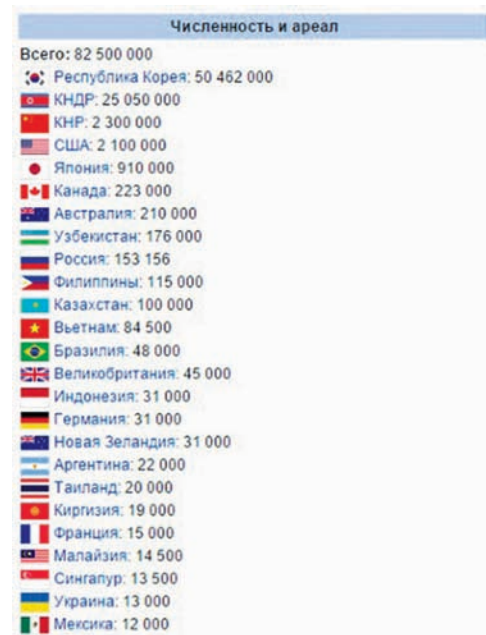 Численность и ареал
Всего: 82 500 000
Республика Корея: 50 462 000
КНДР: 25 050 000
КНР: 2 300 000
США: 2 100 000
Япония: 910 000
Канада: 223 000
Австралия: 210 000
Узбекистан: 176 000
Россия: 153 156
Филиппины: 115 000
Казахстан: 100 000
Вьетнам: 84 500
Бразилия: 48 000
Великобритания: 45 000
Индонезия: 31 000
Германия: 31 000
Новая Зеландия: 31 000
Аргентина: 22 000
Таиланд: 20 000
Киргизия: 19 000
Франция: 15 000
Малайзия: 14 500
Сингапур: 13 500
Украина: 13 000
Мексика: 12 000